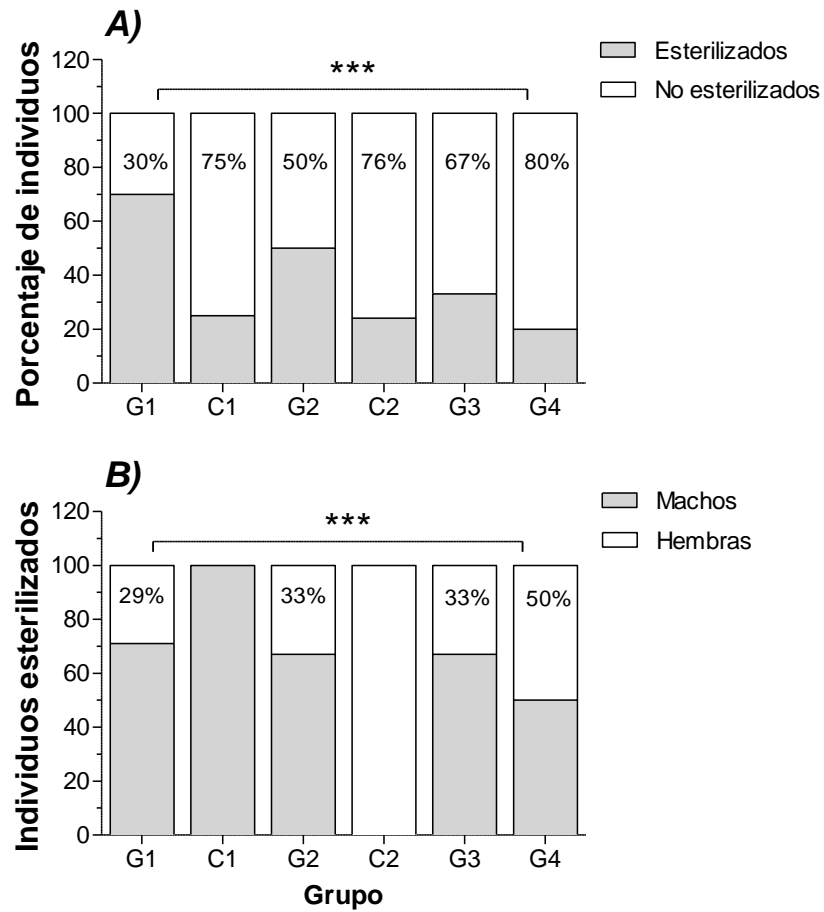 A)
Esterilizados
No esterilizados
***
Porcentaje de individuos
120
100
80
60
40
20
0
30% 75% 50% 76% 67% 80%
G1 C1 G2 C2 G3 G4
B)
Machos
Hembras
***
Individuos esterilizados
120
100
80
60
40
20
0
29% 33% 33% 50%
G1 C1 G2 C2 G3 G4
Grupo